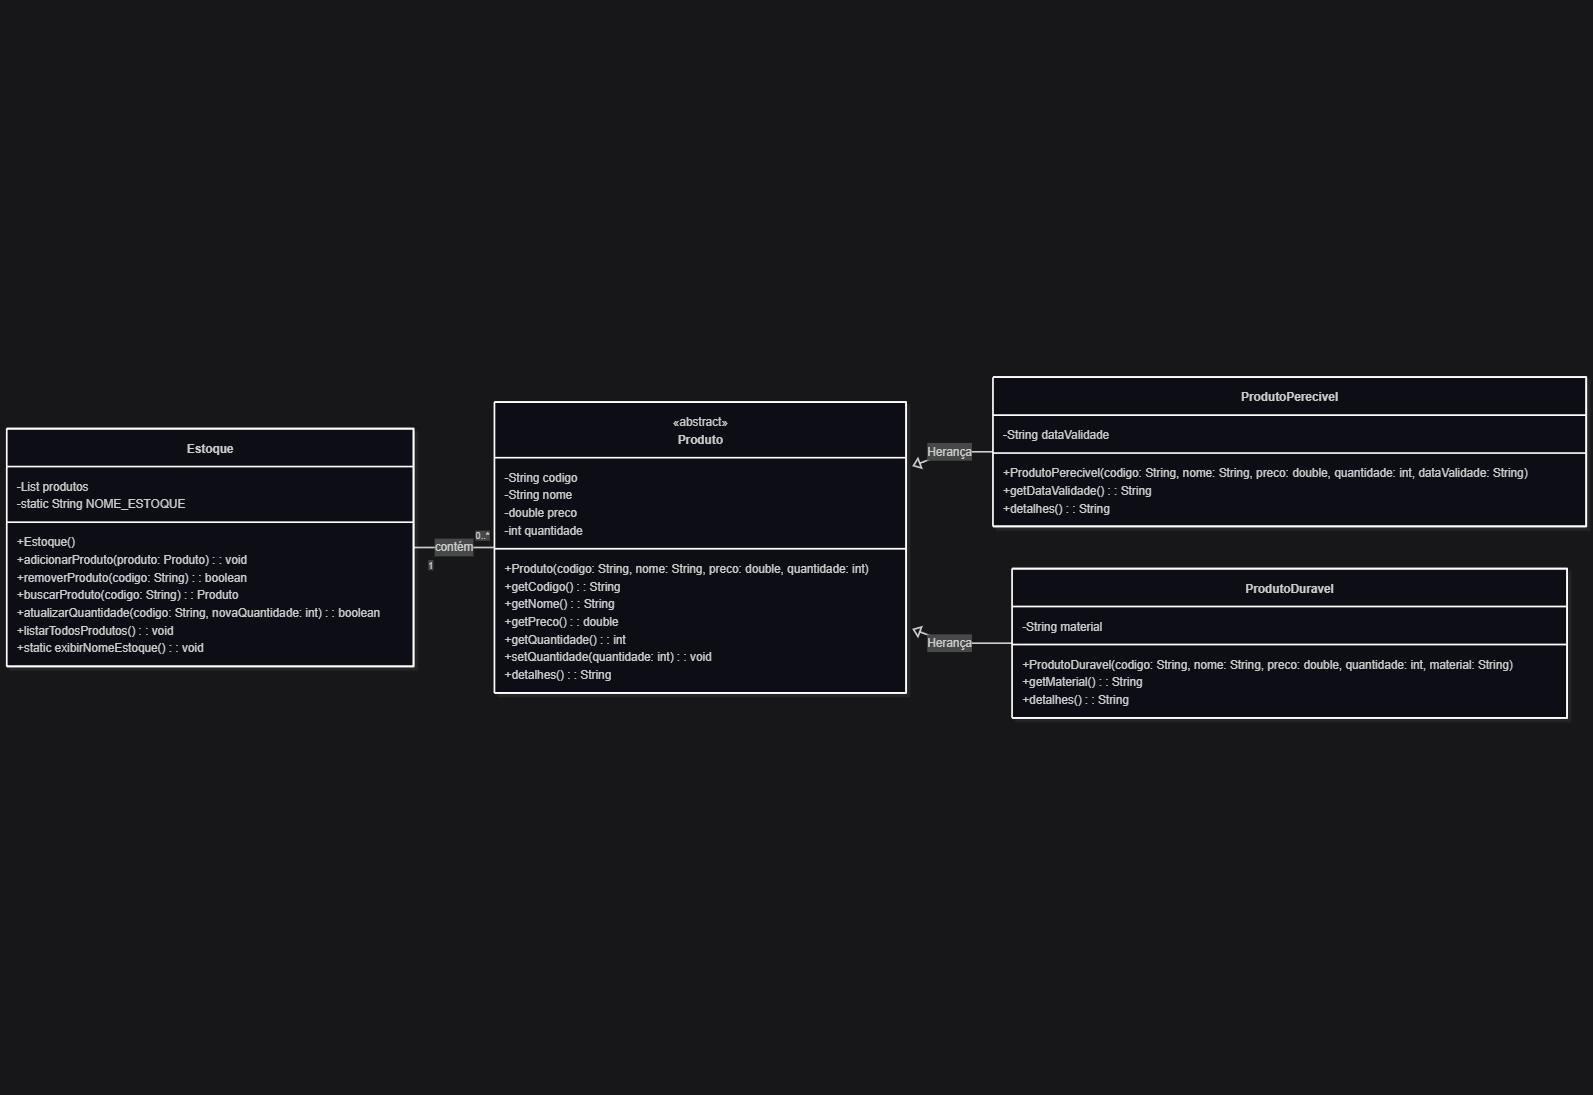 Estoque
-List produtos
-static String NOME_ESTOQUE
+Estoque()
+adicionarProduto(produto: Produto) : : void
+removerProduto(codigo: String) : : boolean
+buscarProduto(codigo: String) : : Produto
+atualizarQuantidade(codigo: String, novaQuantidade: int) : : boolean
+listarTodosProdutos() : : void
+static exibirNomeEstoque() : : void
contém
0..*
1
«abstract»
Produto
-String codigo
-String nome
-double preco
-int quantidade
+Produto(codigo: String, nome: String, preco: double, quantidade: int)
+getCodigo() : : String
+getNome() : : String
+getPreco() : : double
+getQuantidade() : : int
+setQuantidade(quantidade: int) : : void
+detalhes() : : String
Herança
ProdutoPerecivel
-String dataValidade
+ProdutoPerecivel(codigo: String, nome: String, preco: double, quantidade: int, dataValidade: String)
+getDataValidade() : : String
+detalhes() : : String
Herança
ProdutoDuravel
-String material
+ProdutoDuravel(codigo: String, nome: String, preco: double, quantidade: int, material: String)
+getMaterial() : : String
+detalhes() : : String